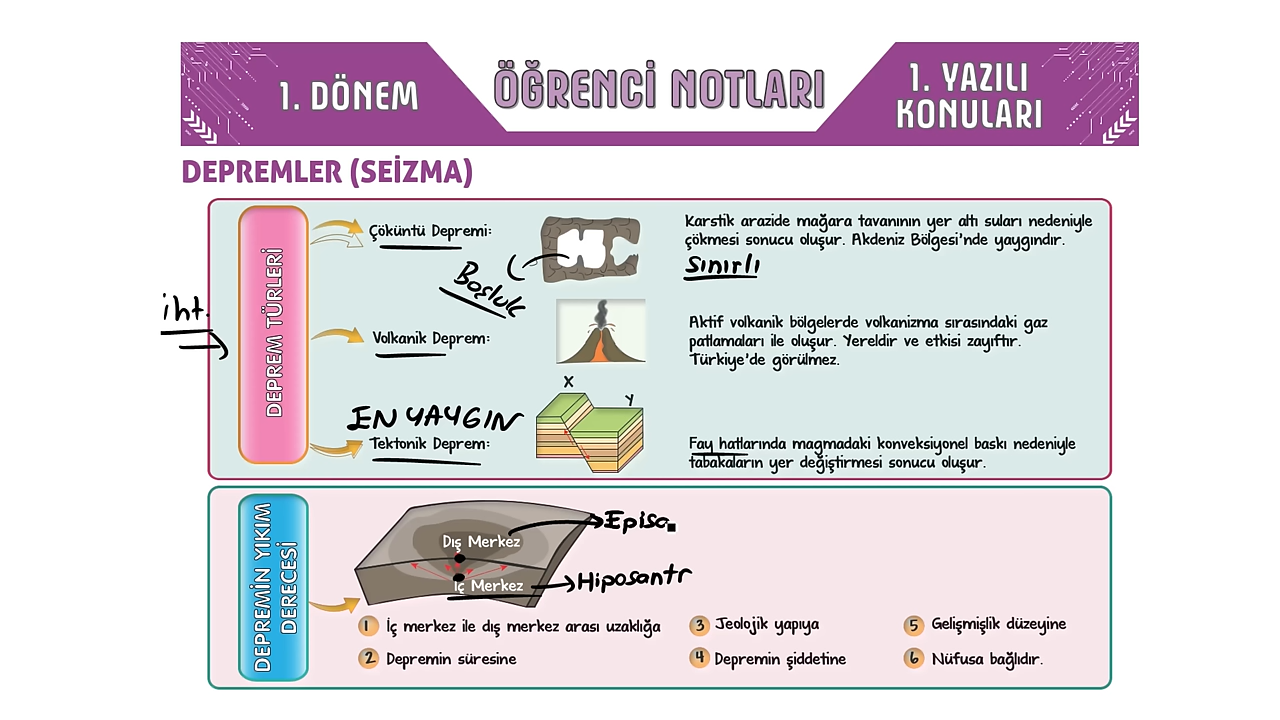 1. DÖNEM
ÖĞRENCİ NOTLARI
1. YAZILI
KONULARI
DEPREMLER (SEİZMA)
iht.
DEPREM TÜRLERİ
Çöküntü Depremi:
Boşluk
Karstik arazide mağara tavanının yer altı suları nedeniyle
çökmesi sonucu oluşur. Akdeniz Bölgesi'nde yaygındır.
Sınırlı
Volkanik Deprem:
Aktif volkanik bölgelerde volkanizma sırasındaki gaz
patlamaları ile oluşur. Yereldir ve etkisi zayıftır.
Türkiye'de görülmez.
EN YAYGIN
Tektonik Deprem:
X
Y
Fay hatlarında magmadaki konveksiyonel baskı nedeniyle
tabakaların yer değiştirmesi sonucu oluşur.
DEPREMİN YIKIM
DERECESİ
Dış Merkez
Episa
İç Merkez
Hiposantr
1 İç merkez ile dış merkez arası uzaklığa
2 Depremin süresine
3 Jeolojik yapıya
4 Depremin şiddetine
5 Gelişmişlik düzeyine
6 Nüfusa bağlıdır.